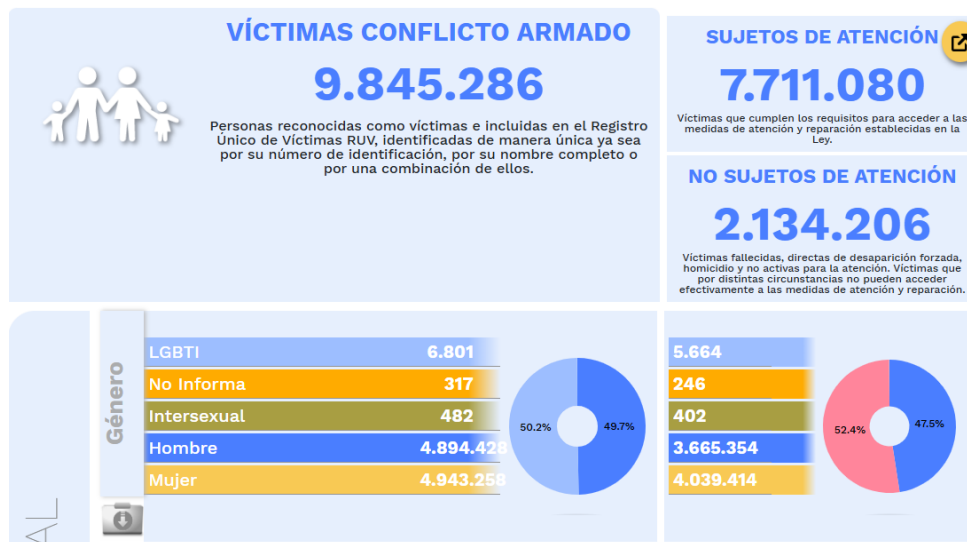 VÍCTIMAS CONFLICTO ARMADO
9.845.286
Personas reconocidas como víctimas e incluidas en el Registro
Único de Víctimas RUV, identificadas de manera única ya sea
por su número de identificación, por su nombre completo o
por una combinación de ellos.
SUJETOS DE ATENCIÓN
7.711.080
Víctimas que cumplen los requisitos para acceder a las
medidas de atención y reparación establecidas en la
Ley.
NO SUJETOS DE ATENCIÓN
2.134.206
Víctimas fallecidas, directas de desaparición forzada,
homicidio y no activas para la atención. Víctimas que
por distintas circunstancias no pueden acceder
efectivamente a las medidas de atención y reparación.
Género
LGBTI 6.801
No Informa 317
Intersexual 482
Hombre 4.894.428
Mujer 4.943.258
50.2% 49.7%
5.664
246
402
3.665.354
4.039.414
52.4% 47.5%
AL